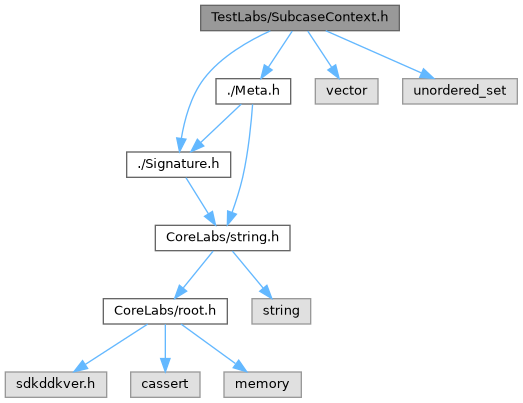 TestLabs/SubcaseContext.h
./Meta.h
vector
unordered_set
./Signature.h
CoreLabs/string.h
CoreLabs/root.h
string
sdkddkver.h
cassert
memory